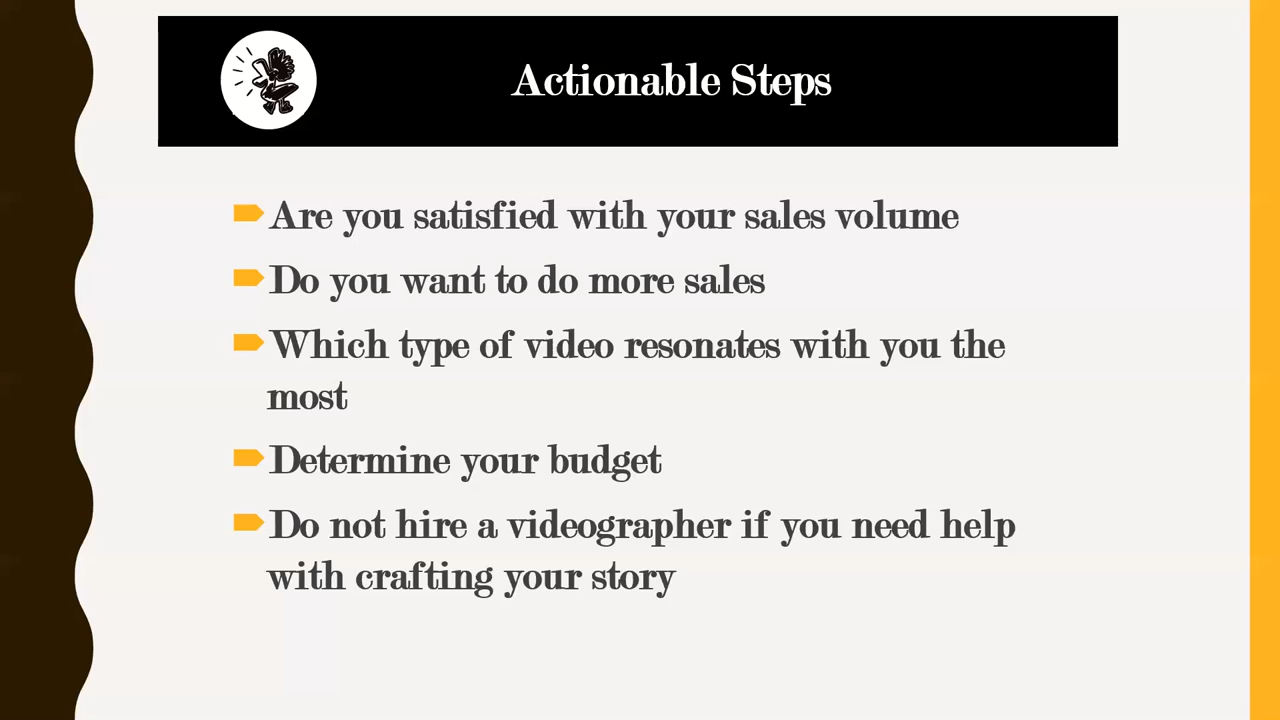 Actionable Steps
Are you satisfied with your sales volume
Do you want to do more sales
Which type of video resonates with you the
most
Determine your budget
Do not hire a videographer if you need help
with crafting your story